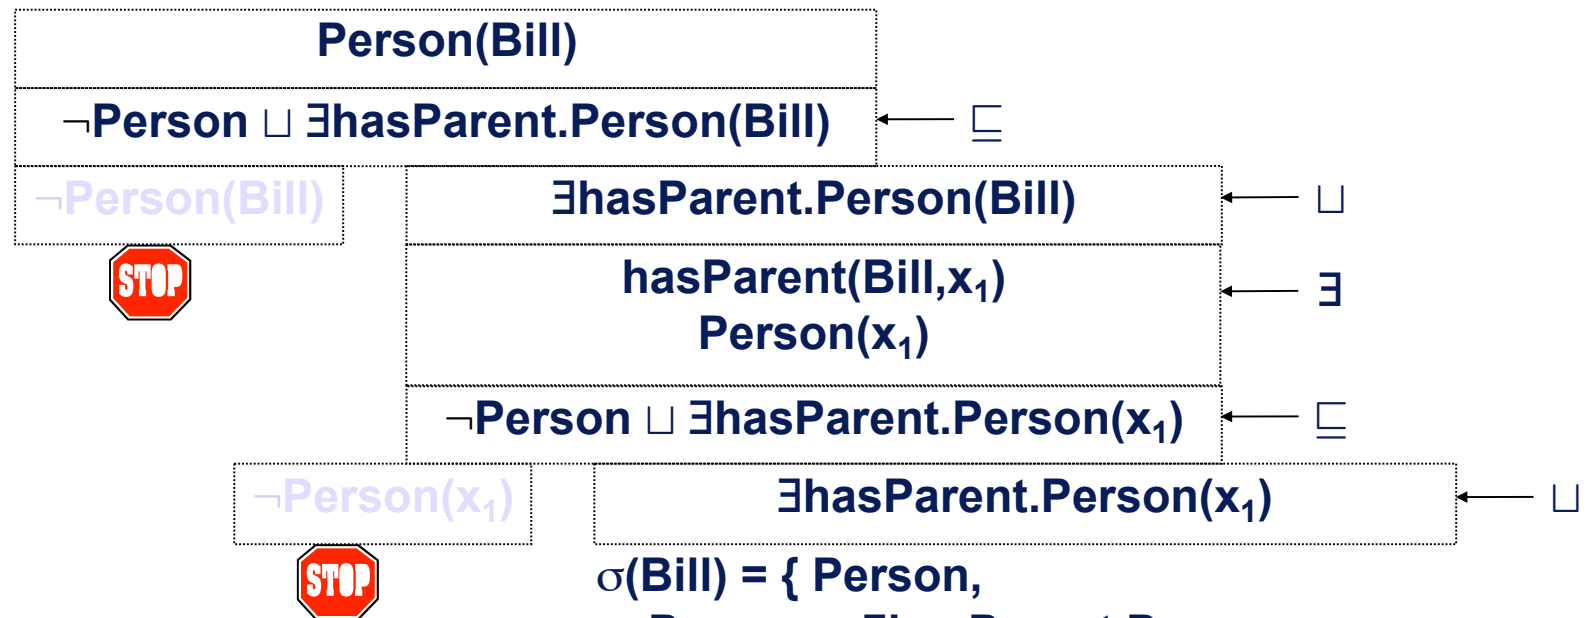 Person(Bill)
¬Person ⊔ ∃hasParent.Person(Bill) ⊑
¬Person(Bill) ∃hasParent.Person(Bill) ⊔
STOP
hasParent(Bill,x₁) ∃
Person(x₁)
¬Person ⊔ ∃hasParent.Person(x₁) ⊑
¬Person(x₁) ∃hasParent.Person(x₁) ⊔
STOP
σ(Bill) = { Person,